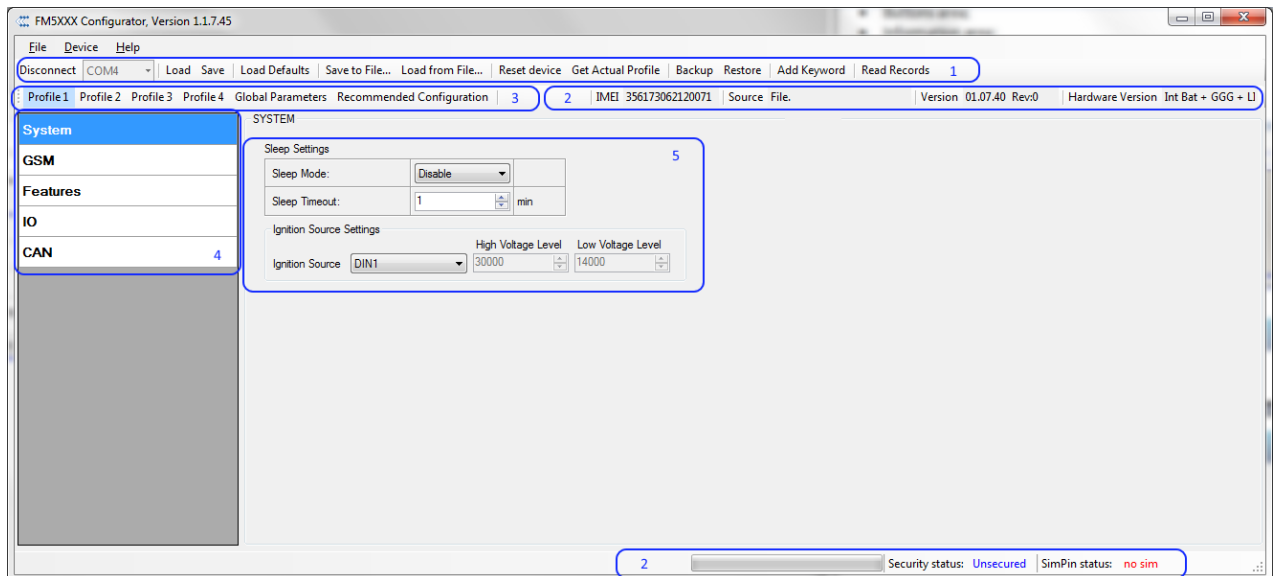 FM5XXX Configurator, Version 1.1.7.45
File Device Help
Disconnect COM4 Load Save Load Defaults Save to File... Load from File... Reset device Get Actual Profile Backup Restore Add Keyword Read Records 1
Profile 1 Profile 2 Profile 3 Profile 4 Global Parameters Recommended Configuration 3 2 IMEI 356173062120071 Source File. Version 01.07.40 Rev:0 Hardware Version Int Bat + GGG +
System
GSM
Features
IO
CAN 4
SYSTEM
Sleep Settings 5
Sleep Mode: Disable
Sleep Timeout: 1 min
Ignition Source Settings
High Voltage Level Low Voltage Level
Ignition Source DIN1 30000 14000
2 Security status: Unsecured SimPin status: no sim